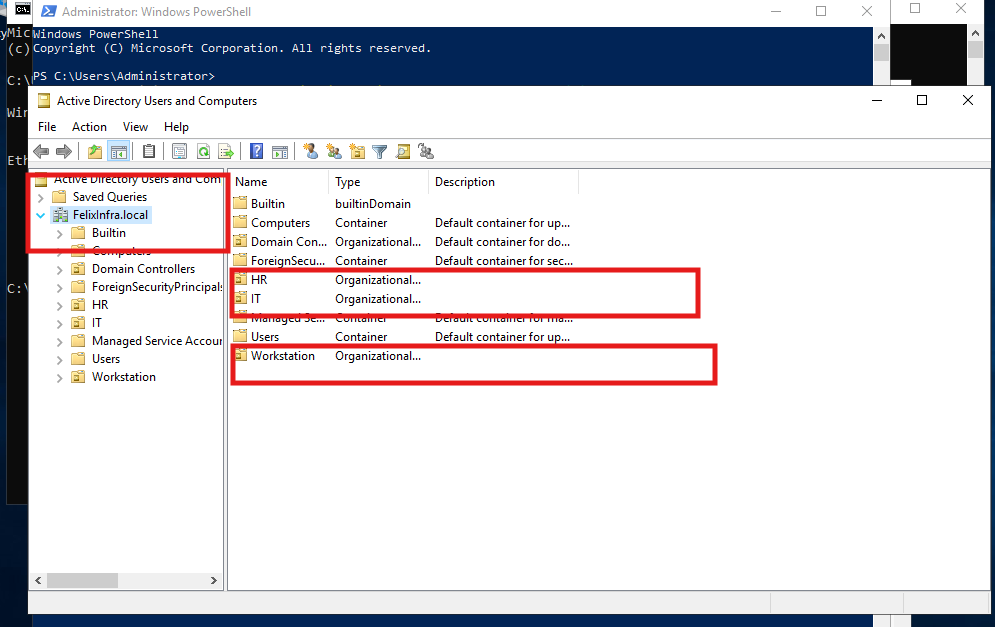 Administrator: Windows PowerShell
Windows PowerShell
Copyright (C) Microsoft Corporation. All rights reserved.
PS C:\Users\Administrator>
Mic
(c)
C:\
Win
Eth
C:\
Active Directory Users and Computers
File Action View Help
Active Directory Users and Com
Saved Queries
FelixInfra.local
Builtin
Computers
Domain Controllers
ForeignSecurityPrincipals
HR
IT
Managed Service Accour
Users
Workstation
Name Type Description
Builtin builtinDomain
Computers Container Default container for up...
Domain Con... Organizational... Default container for do...
ForeignSecu... Container Default container for sec...
HR Organizational...
IT Organizational...
Managed Se... Container Default container for ma...
Users Container Default container for up...
Workstation Organizational...